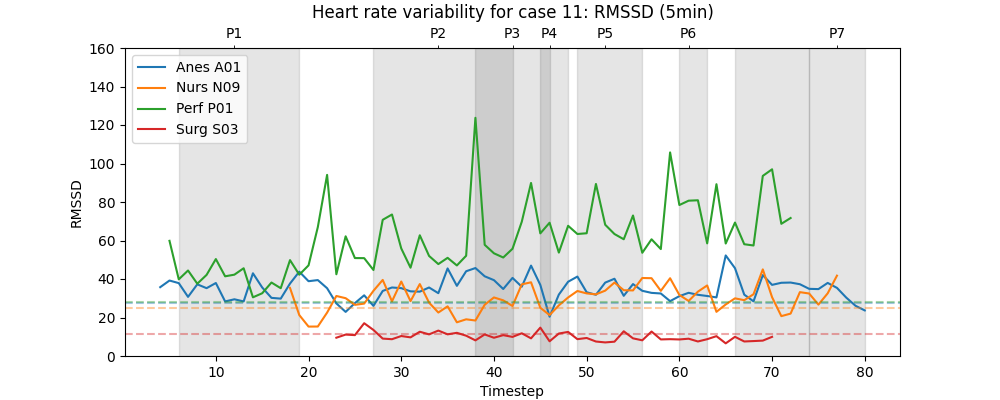 Heart rate variability for case 11: RMSSD (5min)
P1 P2 P3 P4 P5 P6 P7
160
140
120
100
80
60
40
20
0
RMSSD
Anes A01
Nurs N09
Perf P01
Surg S03
10 20 30 40 50 60 70 80
Timestep